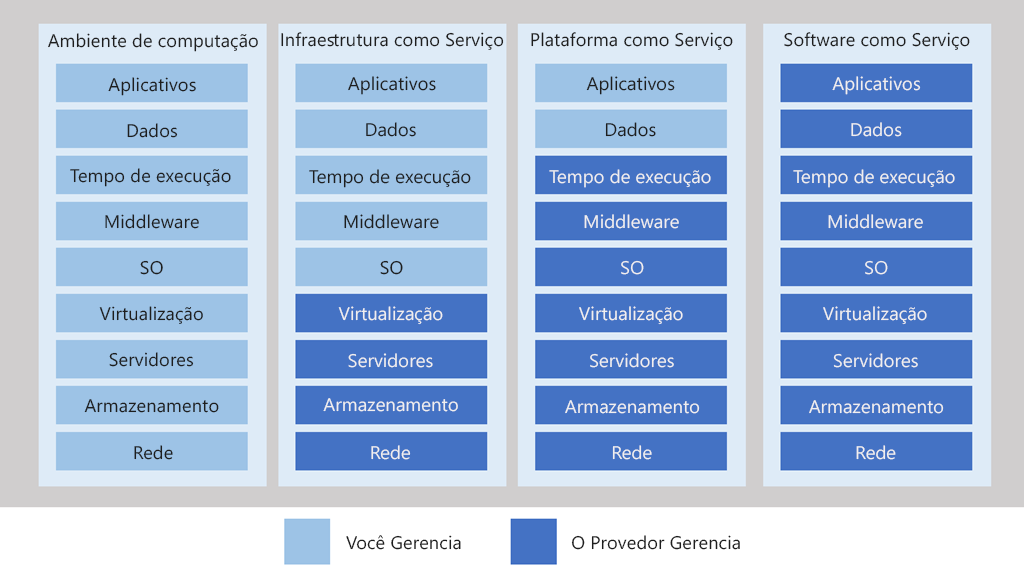 Ambiente de computação
Aplicativos
Dados
Tempo de execução
Middleware
SO
Virtualização
Servidores
Armazenamento
Rede
Infraestrutura como Serviço
Aplicativos
Dados
Tempo de execução
Middleware
SO
Virtualização
Servidores
Armazenamento
Rede
Plataforma como Serviço
Aplicativos
Dados
Tempo de execução
Middleware
SO
Virtualização
Servidores
Armazenamento
Rede
Software como Serviço
Aplicativos
Dados
Tempo de execução
Middleware
SO
Virtualização
Servidores
Armazenamento
Rede
Você Gerencia
O Provedor Gerencia